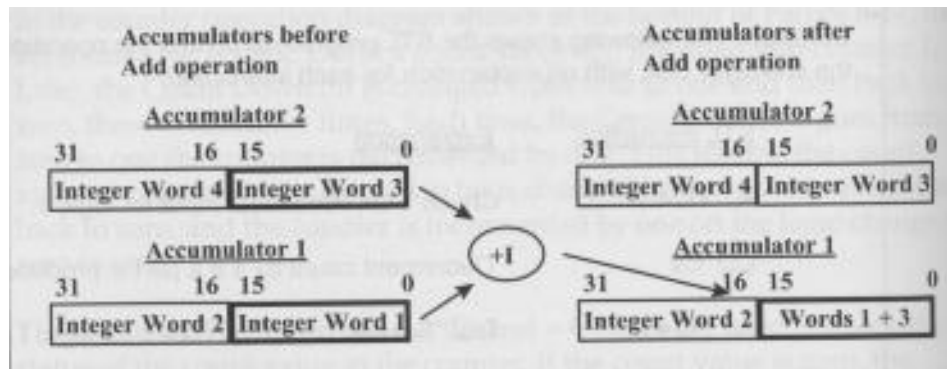 Accumulators before
Add operation
Accumulators after
Add operation
Accumulator 2
31 16 15 0
Integer Word 4 Integer Word 3
Accumulator 2
31 16 15 0
Integer Word 4 Integer Word 3
+I
Accumulator 1
31 16 15 0
Integer Word 2 Integer Word 1
Accumulator 1
31 16 15 0
Integer Word 2 Words 1 + 3